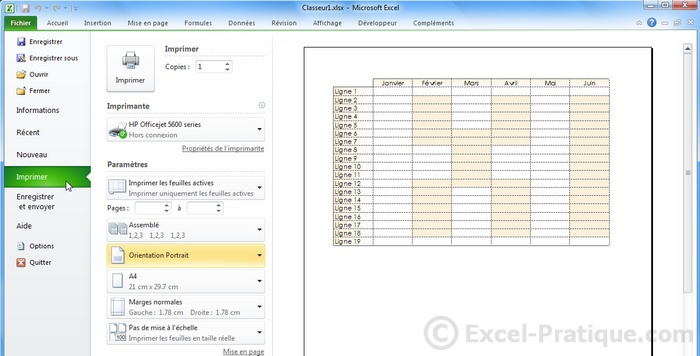 Classeur1.xlsx - Microsoft Excel
Fichier Accueil Insertion Mise en page Formules Données Révision Affichage Développeur Compléments
Enregistrer
Enregistrer sous
Ouvrir
Fermer
Informations
Récent
Nouveau
Imprimer
Enregistrer
et envoyer
Aide
Options
Quitter
Imprimer
Imprimer
Copies : 1
Imprimante
HP Officejet 5600 series
Hors connexion
Propriétés de l'imprimante
Paramètres
Imprimer les feuilles actives
Imprimer uniquement les feuilles actives
Pages : à
Assemblé
1,2,3 1,2,3 1,2,3
Orientation Portrait
A4
21 cm x 29.7 cm
Marges normales
Gauche : 1.78 cm Droite : 1.78 cm
Pas de mise à l'échelle
Imprimer les feuilles en taille réelle
100
Mise en page
Janvier Février Mars Avril Mai Juin
Ligne 1
Ligne 2
Ligne 3
Ligne 4
Ligne 5
Ligne 6
Ligne 7
Ligne 8
Ligne 9
Ligne 10
Ligne 11
Ligne 12
Ligne 13
Ligne 14
Ligne 15
Ligne 16
Ligne 17
Ligne 18
Ligne 19
© Excel-Pratique.com